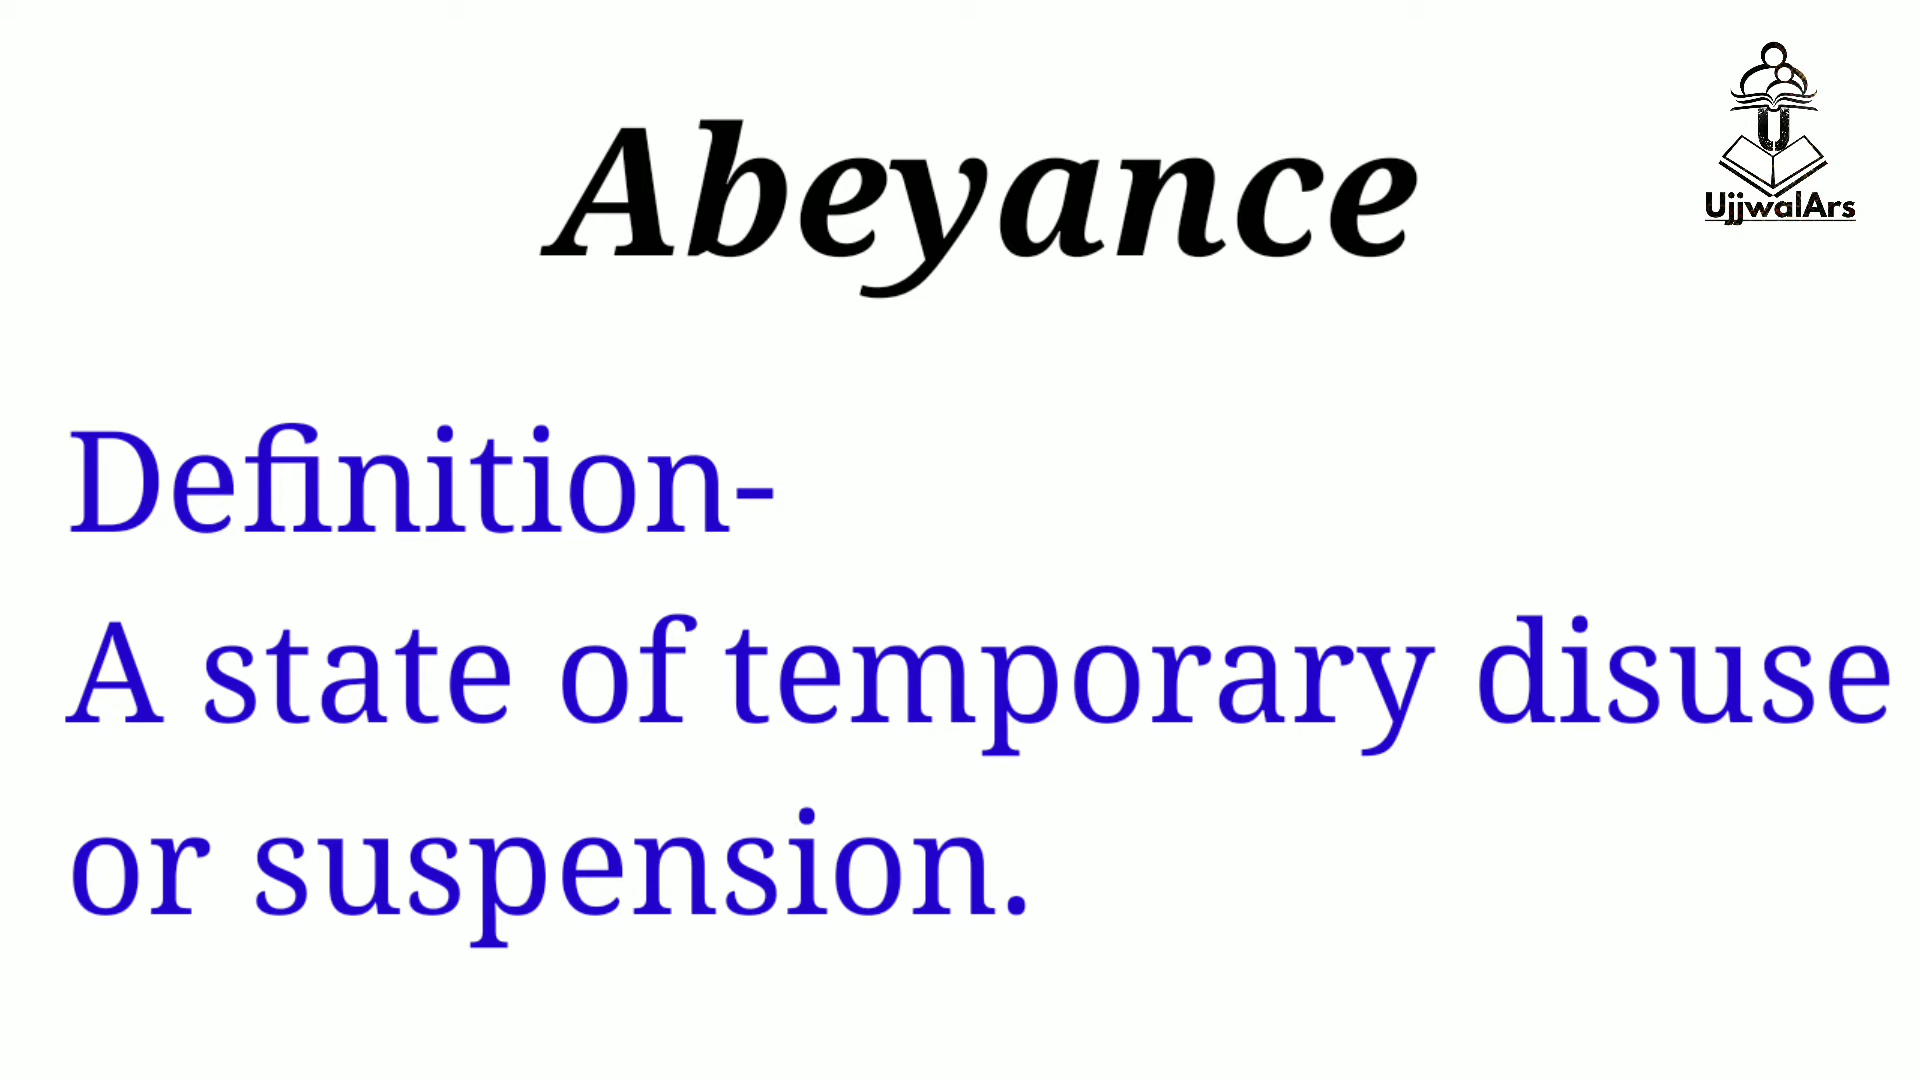 Abeyance
UjjwalArs
Definition-
A state of temporary disuse
or suspension.